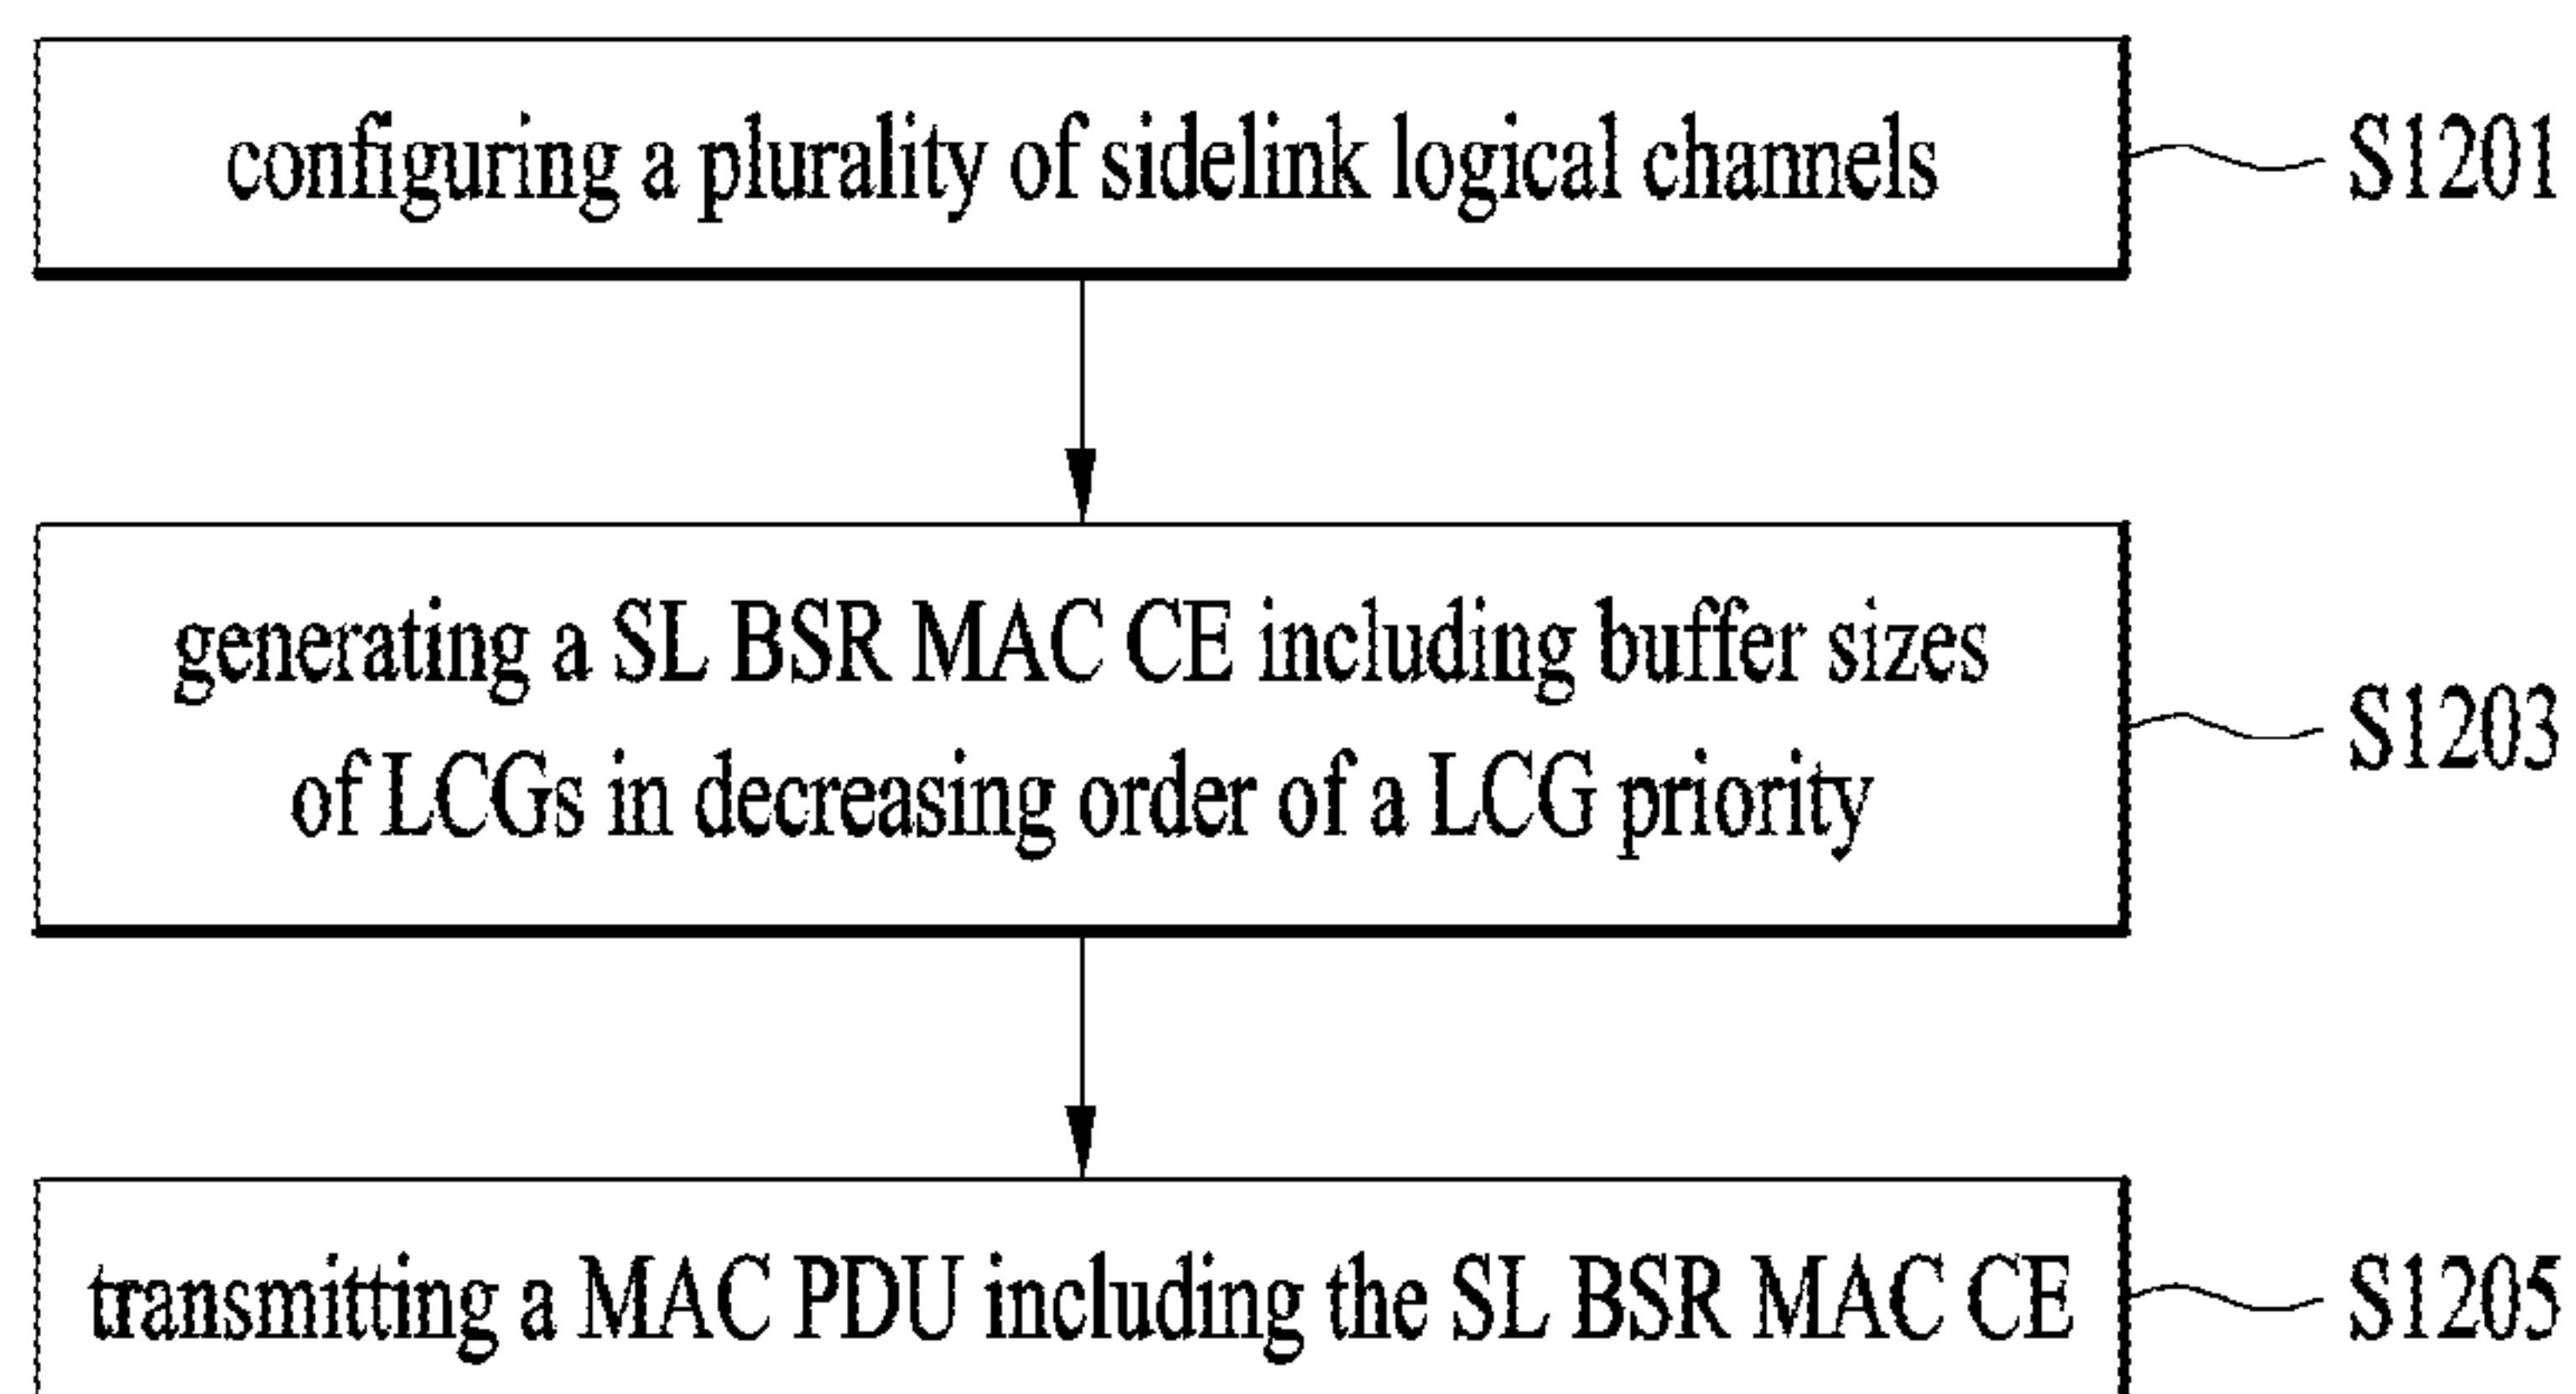 configuring a plurality of sidelink logical channels
S1201
generating a SL BSR MAC CE including buffer sizes
of LCGs in decreasing order of a LCG priority
S1203
transmitting a MAC PDU including the SL BSR MAC CE
S1205